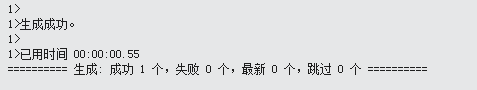 1>
1>生成成功。
1>
1>已用时间 00:00:00.55
========== 生成: 成功 1 个，失败 0 个，最新 0 个，跳过 0 个 ==========